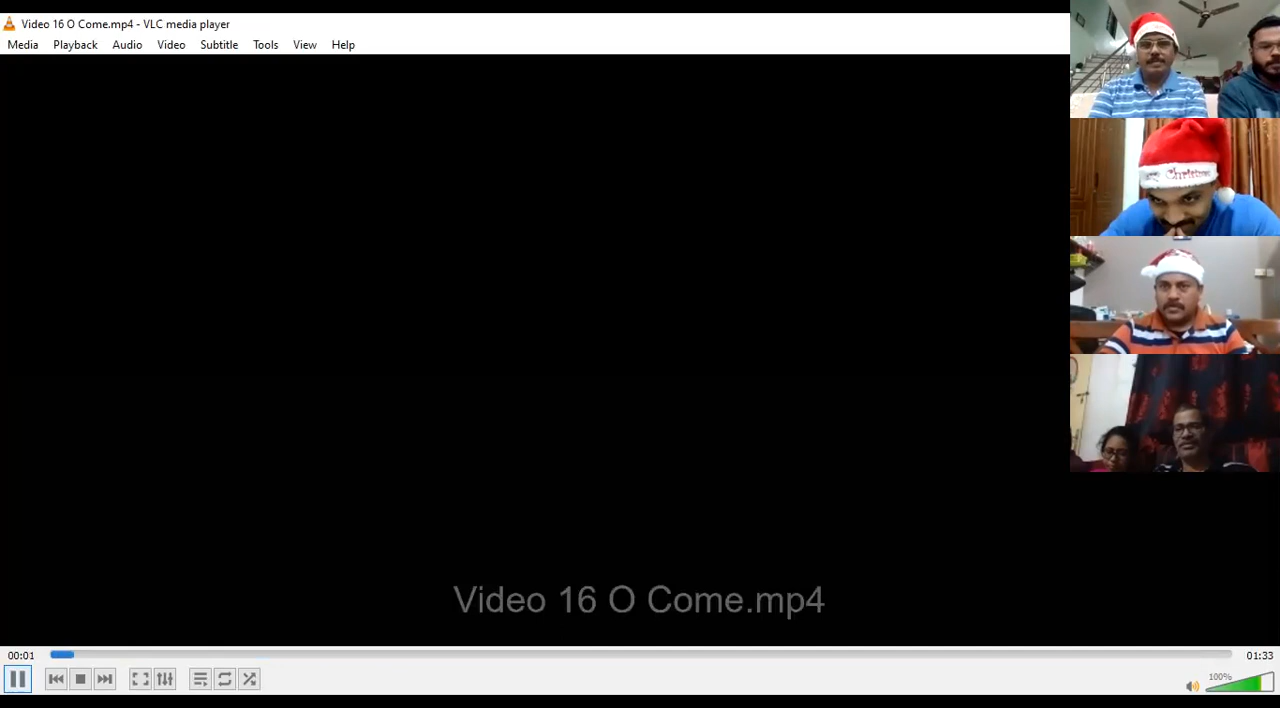 Video 16 O Come.mp4 - VLC media player
Media Playback Audio Video Subtitle Tools View Help
Christmas
Video 16 O Come.mp4
00:01 01:33
100%